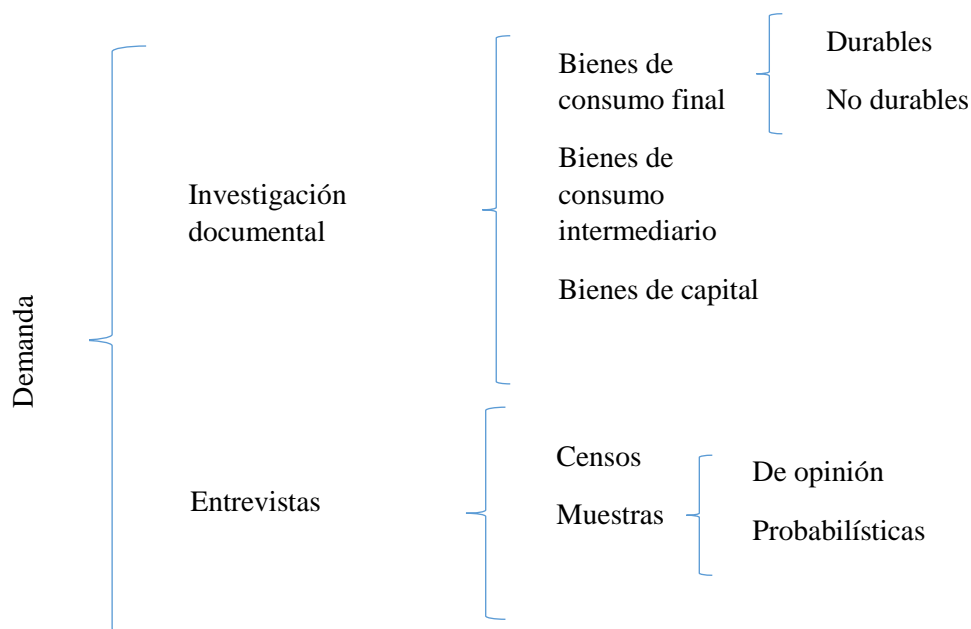 Demanda
Investigación
documental
Bienes de
consumo final
Durables
No durables
Bienes de
consumo
intermediario
Bienes de capital
Entrevistas
Censos
Muestras
De opinión
Probabilísticas